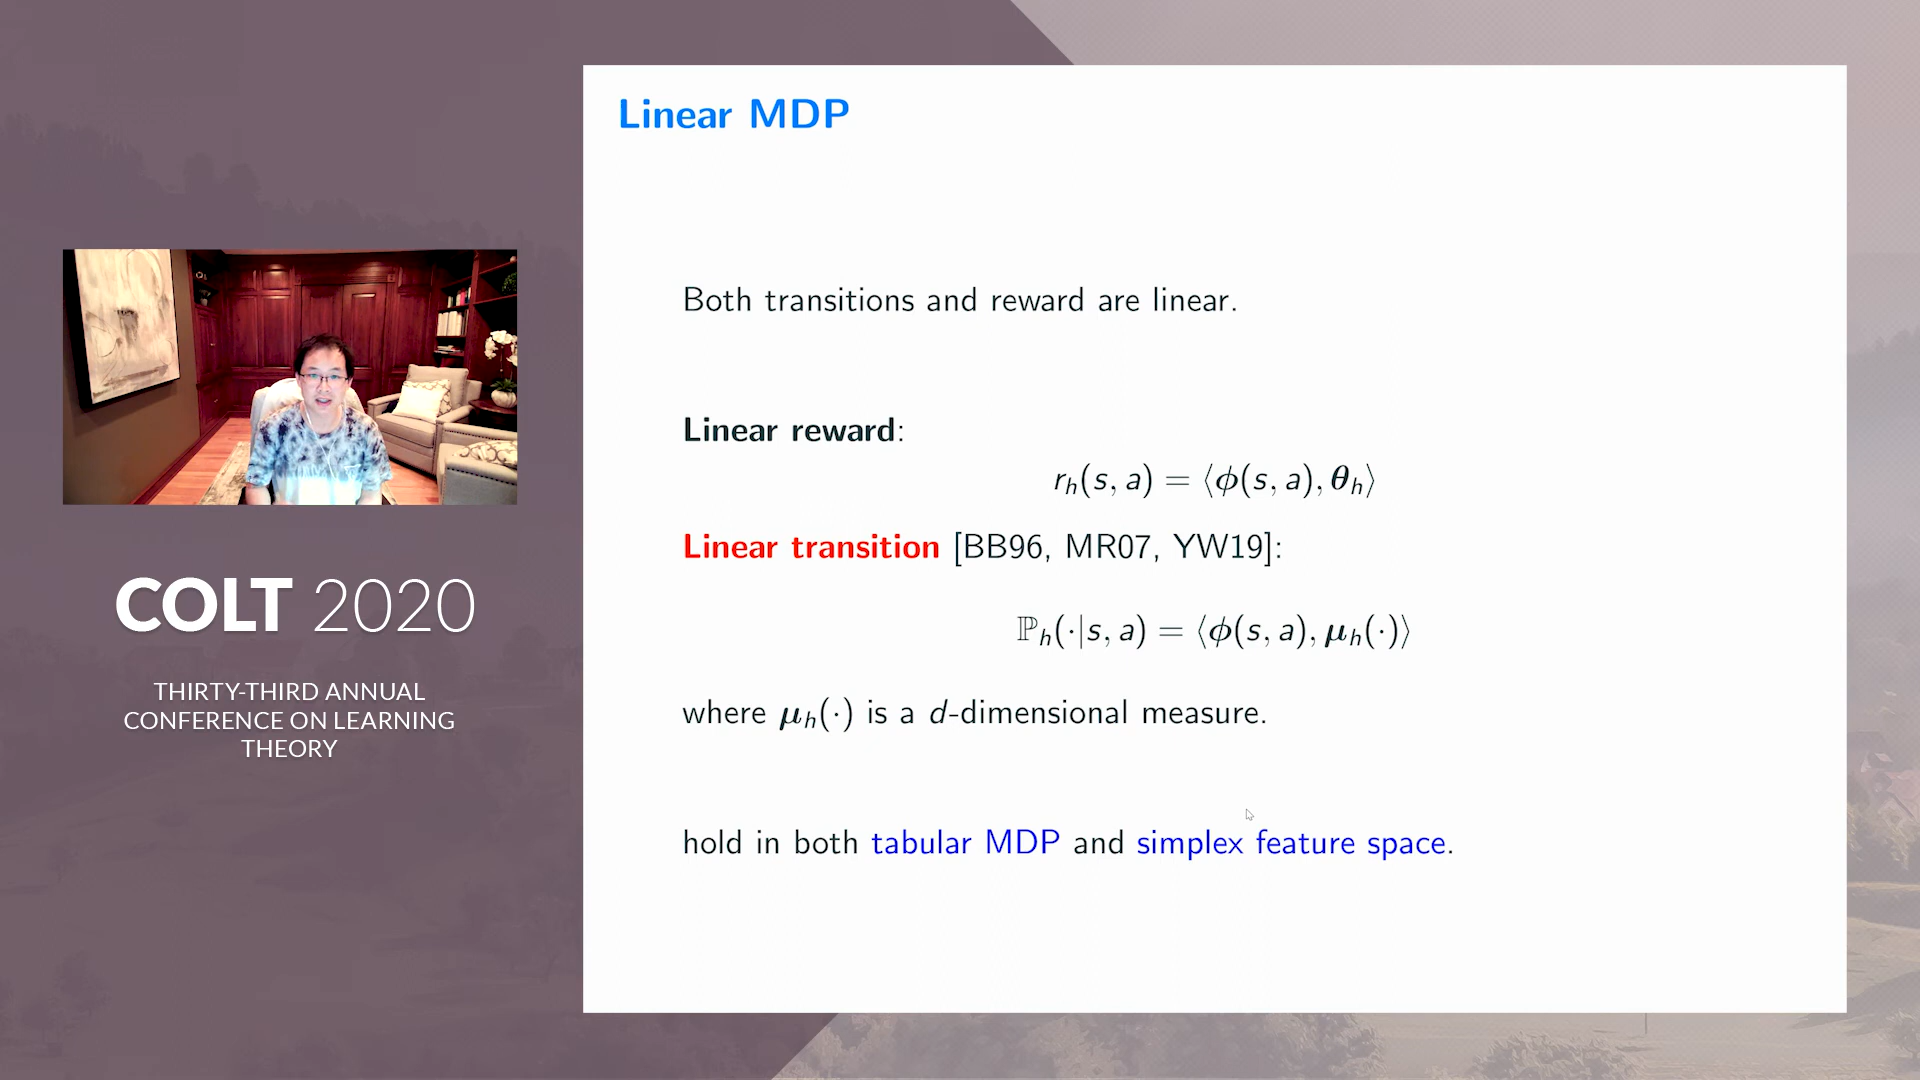 Linear MDP
Both transitions and reward are linear.
Linear reward:
r_h(s, a) = ⟨ϕ(s, a), θ_h⟩
Linear transition [BB96, MR07, YW19]:
ℙ_h(·|s, a) = ⟨ϕ(s, a), μ_h(·)⟩
where μ_h(·) is a d-dimensional measure.
hold in both tabular MDP and simplex feature space.
COLT 2020
THIRTY-THIRD ANNUAL
CONFERENCE ON LEARNING
THEORY